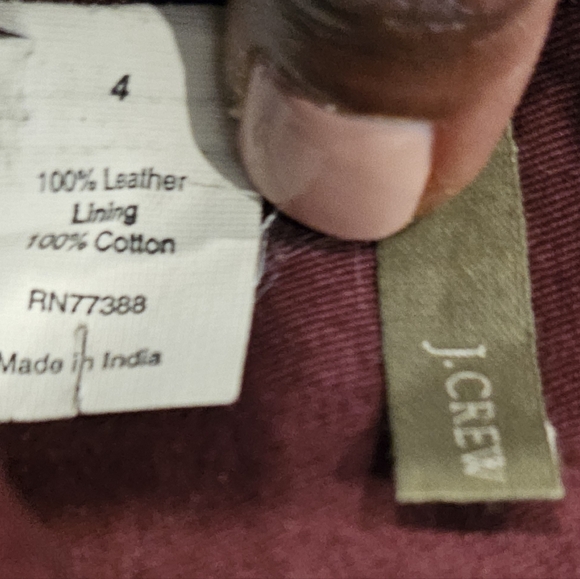 4
100% Leather
Lining
100% Cotton
RN77388
Made in India
J.CREW